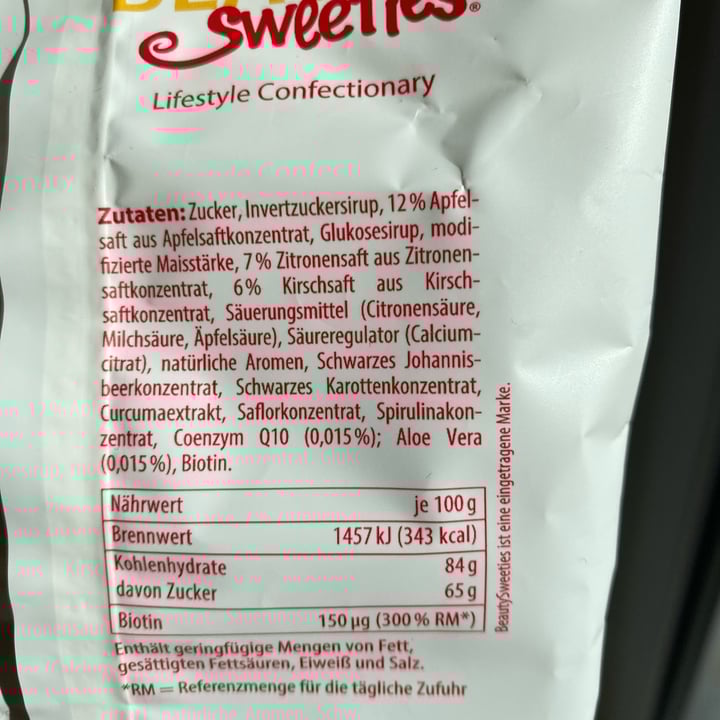 Sweeties®
Lifestyle Confectionary
Zutaten: Zucker, Invertzuckersirup, 12 % Apfel-
saft aus Apfelsaftkonzentrat, Glukosesirup, modi-
fizierte Maisstärke, 7 % Zitronensaft aus Zitronen-
saftkonzentrat, 6% Kirschsaft aus Kirsch-
saftkonzentrat, Säuerungsmittel (Citronensäure,
Milchsäure, Äpfelsäure), Säureregulator (Calcium-
citrat), natürliche Aromen, Schwarzes Johannis-
beerkonzentrat, Schwarzes Karottenkonzentrat,
Curcumaextrakt, Saflorkonzentrat, Spirulinakon-
zentrat, Coenzym Q10 (0,015 %); Aloe Vera
(0,015 %), Biotin.
Nährwert je 100 g
Brennwert 1457 kJ (343 kcal)
Kohlenhydrate 84 g
davon Zucker 65 g
Biotin 150 µg (300 % RM*)
Enthält geringfügige Mengen von Fett,
gesättigten Fettsäuren, Eiweiß und Salz.
*RM = Referenzmenge für die tägliche Zufuhr
BeautySweeties ist eine eingetragene Marke.